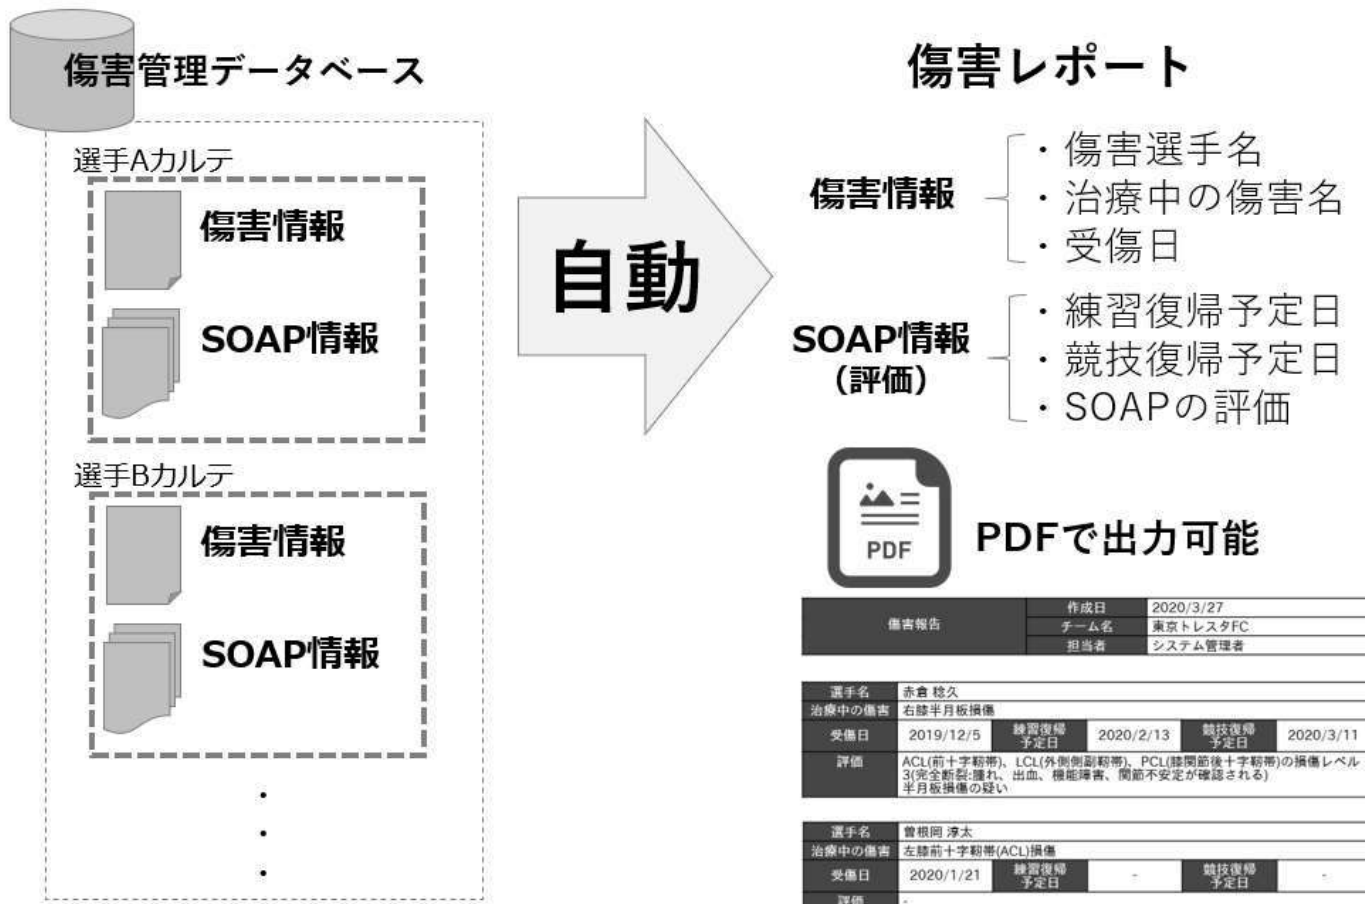 傷害管理データベース
選手Aカルテ
傷害情報
SOAP情報
選手Bカルテ
傷害情報
SOAP情報
・
・
・
自動
傷害レポート
傷害情報
・傷害選手名
・治療中の傷害名
・受傷日
SOAP情報
（評価）
・練習復帰予定日
・競技復帰予定日
・SOAPの評価
PDF
PDFで出力可能
傷害報告
作成日 2020/3/27
チーム名 東京トレスタFC
担当者 システム管理者
選手名 赤倉 稔久
治療中の傷害 右膝半月板損傷
受傷日 2019/12/5 練習復帰予定日 2020/2/13 競技復帰予定日 2020/3/11
評価 ACL(前十字靭帯)、LCL(外側側副靭帯)、PCL(膝関節後十字靭帯)の損傷レベル
3(完全断裂:腫れ、出血、機能障害、関節不安定が確認される)
半月板損傷の疑い
選手名 曽根岡 淳太
治療中の傷害 左膝前十字靭帯(ACL)損傷
受傷日 2020/1/21 練習復帰予定日 - 競技復帰予定日 -
評価 -